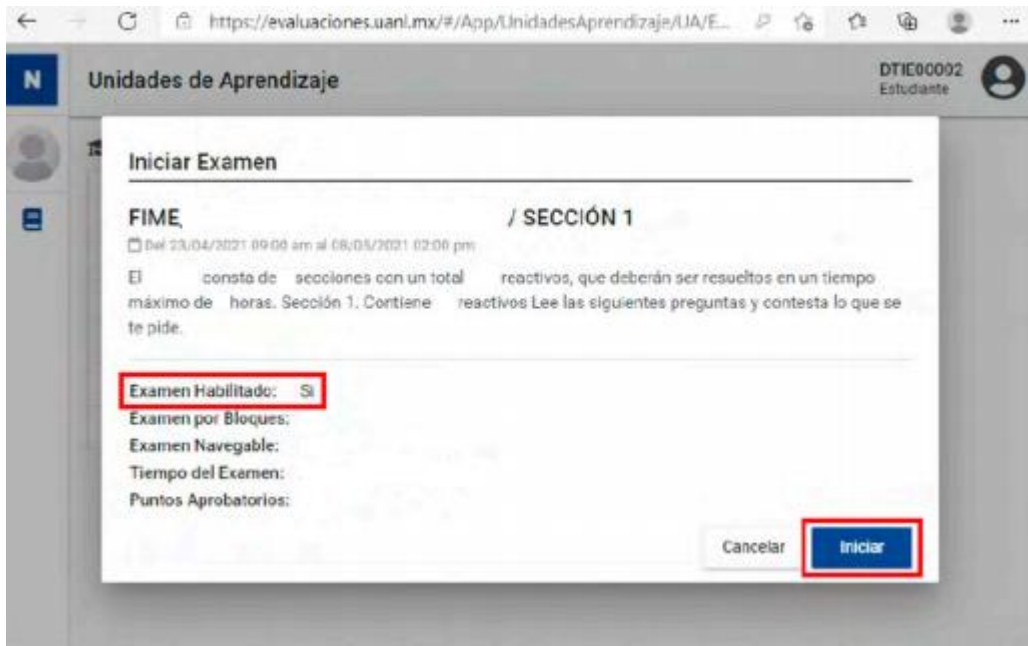 https://evaluaciones.uanl.mx/#/App/UnidadesAprendizaje/UA/E...
N
Unidades de Aprendizaje
DTIE00002
Estudiante
Iniciar Examen
FIME, / SECCIÓN 1
Del 23/04/2021 09:00 am al 08/05/2021 02:00 pm
El consta de secciones con un total reactivos, que deberán ser resueltos en un tiempo
máximo de horas. Sección 1. Contiene reactivos Lee las siguientes preguntas y contesta lo que se
te pide.
Examen Habilitado: Si
Examen por Bloques:
Examen Navegable:
Tiempo del Examen:
Puntos Aprobatorios:
Cancelar
Iniciar